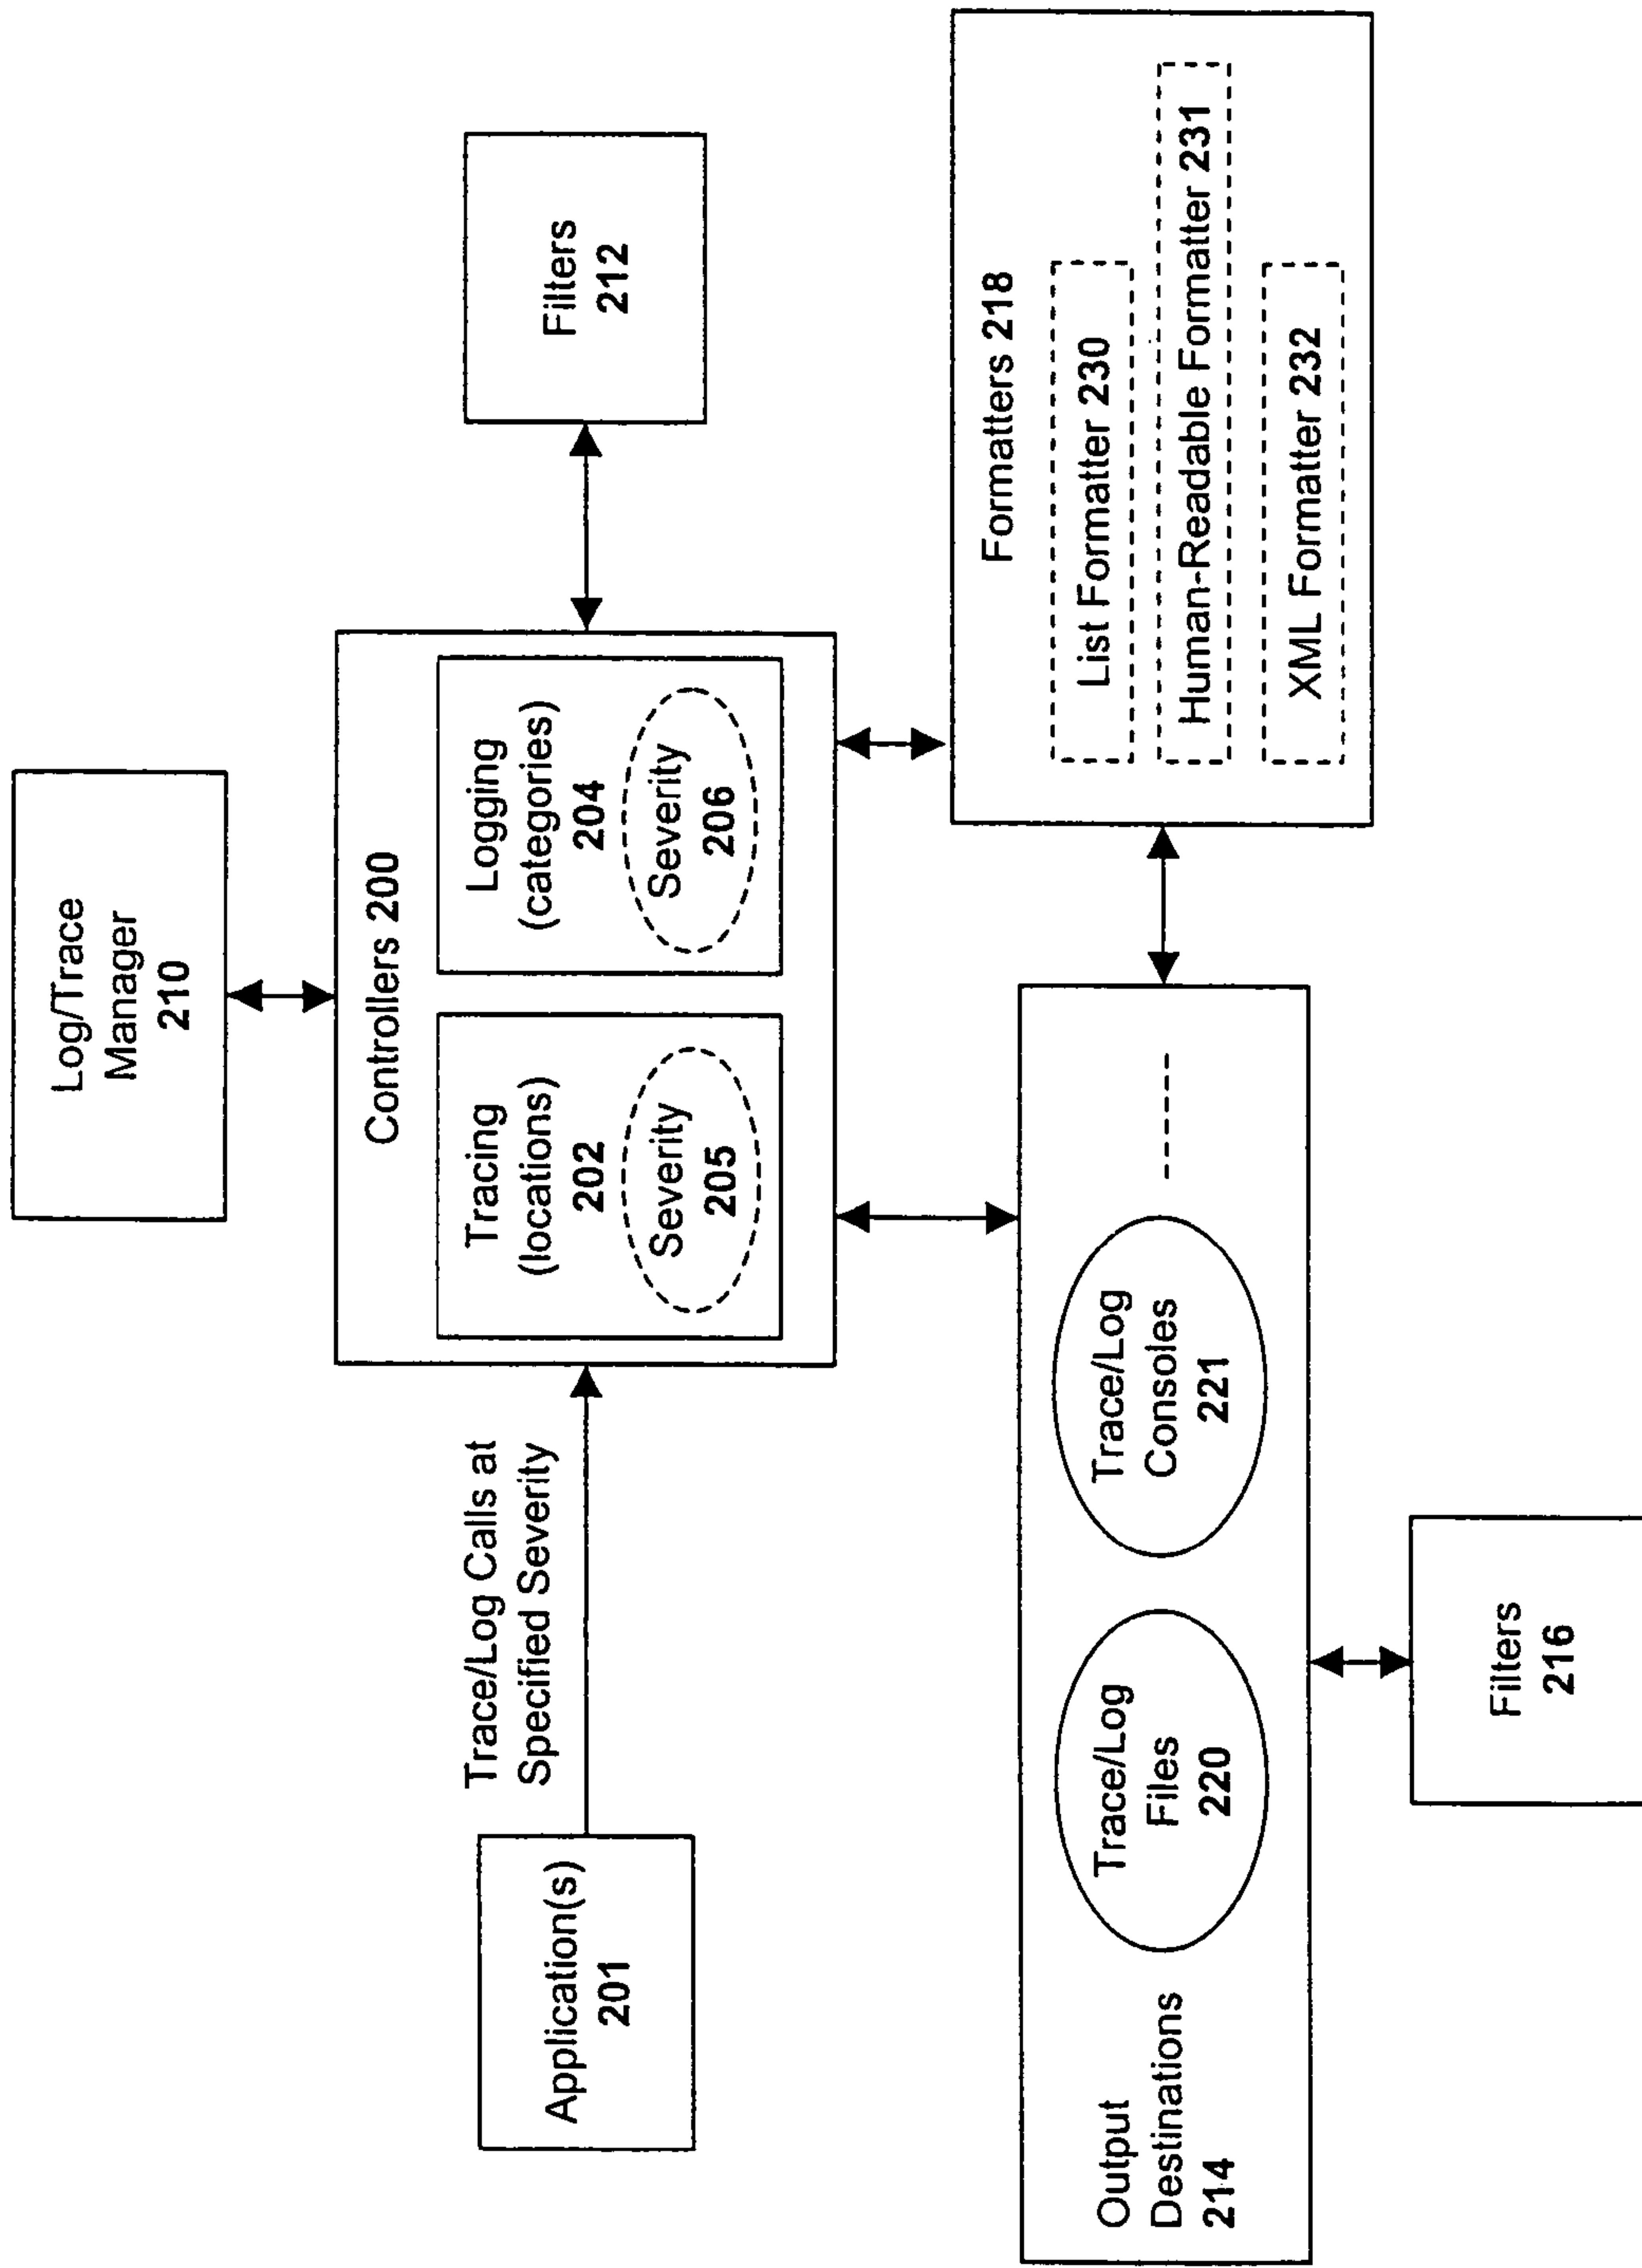 Log/Trace
Manager
210
Controllers 200
Tracing
(locations)
202
Severity
205
Logging
(categories)
204
Severity
206
Trace/Log Calls at
Specified Severity
Application(s)
201
Filters
212
Output
Destinations
214
Trace/Log
Files
220
Trace/Log
Consoles
221
Formatters 218
List Formatter 230
Human-Readable Formatter 231
XML Formatter 232
Filters
216